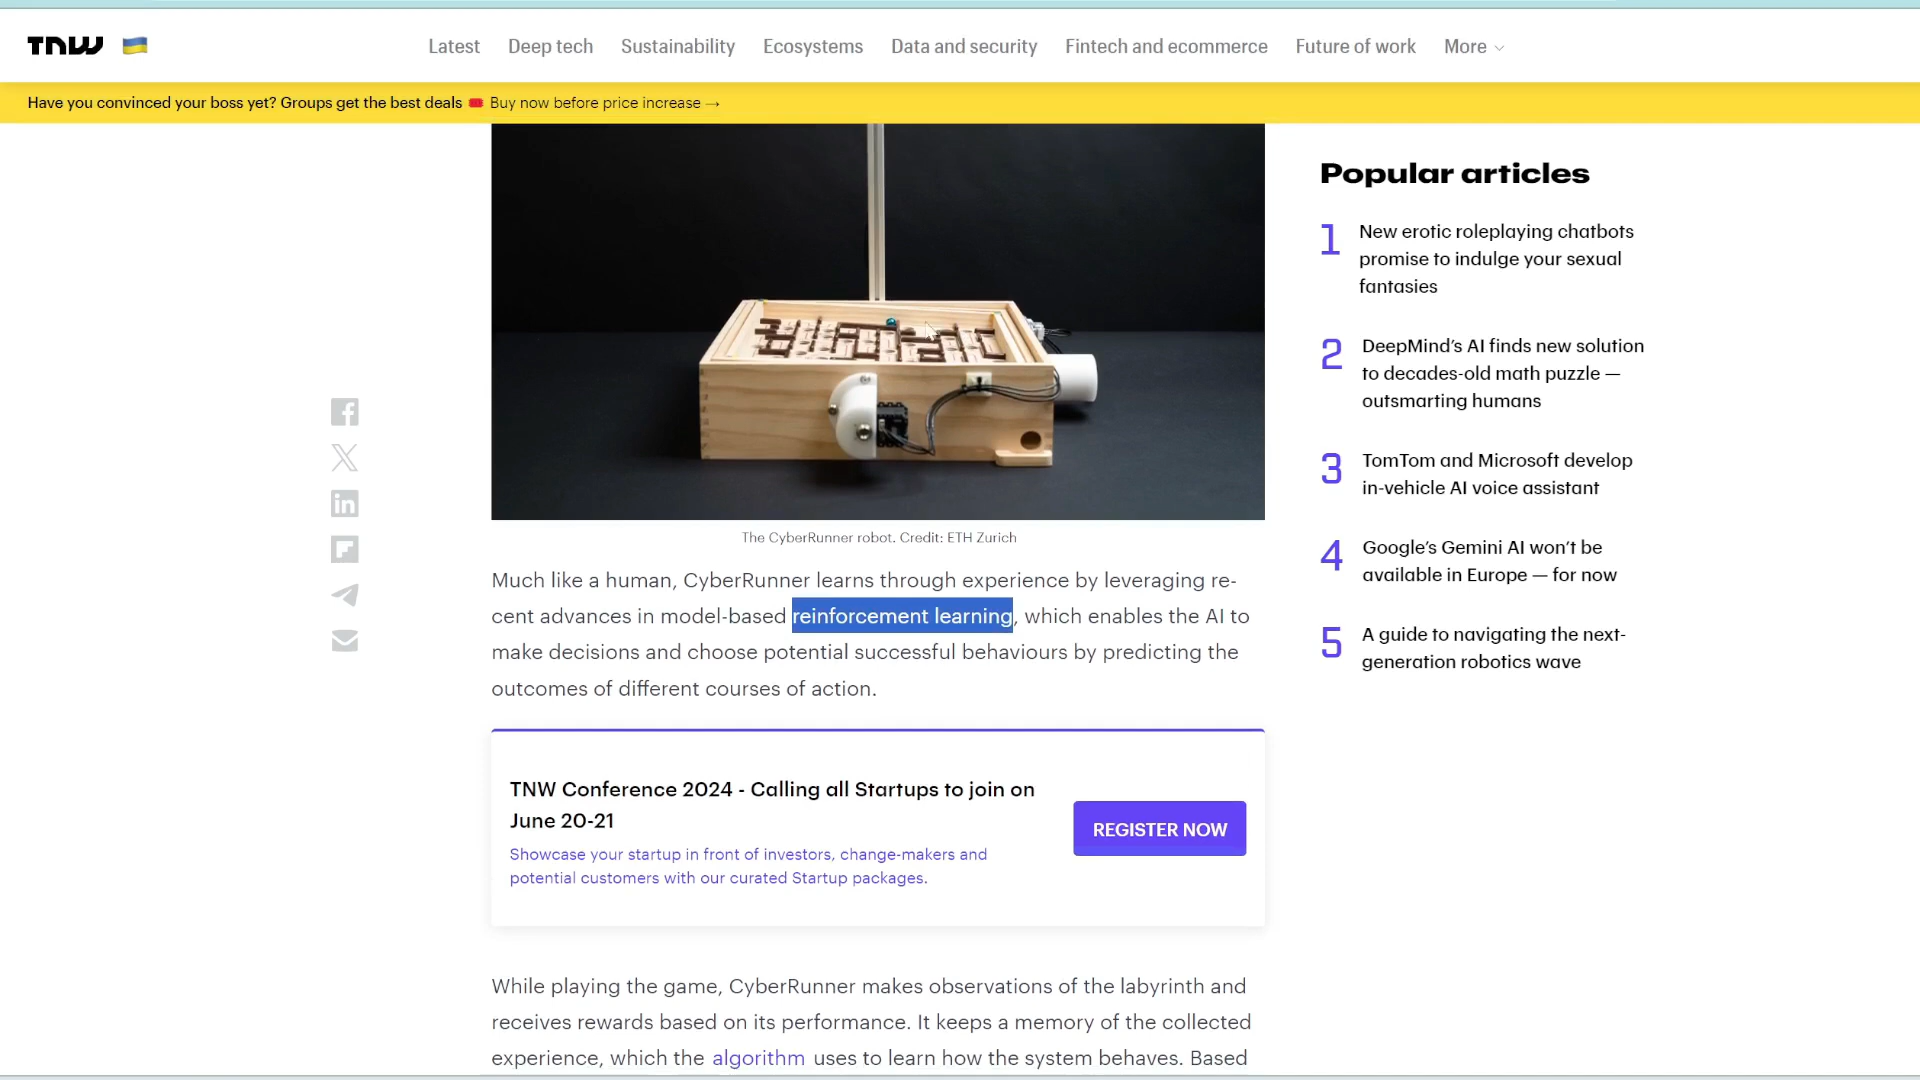 TNW
Latest
Deep tech
Sustainability
Ecosystems
Data and security
Fintech and ecommerce
Future of work
More
Have you convinced your boss yet? Groups get the best deals 🎟️ Buy now before price increase →
The CyberRunner robot. Credit: ETH Zurich
Much like a human, CyberRunner learns through experience by leveraging re-
cent advances in model-based reinforcement learning, which enables the AI to
make decisions and choose potential successful behaviours by predicting the
outcomes of different courses of action.
TNW Conference 2024 - Calling all Startups to join on
June 20-21
Showcase your startup in front of investors, change-makers and
potential customers with our curated Startup packages.
REGISTER NOW
While playing the game, CyberRunner makes observations of the labyrinth and
receives rewards based on its performance. It keeps a memory of the collected
experience, which the algorithm uses to learn how the system behaves. Based
Popular articles
1 New erotic roleplaying chatbots
promise to indulge your sexual
fantasies
2 DeepMind’s AI finds new solution
to decades-old math puzzle —
outsmarting humans
3 TomTom and Microsoft develop
in-vehicle AI voice assistant
4 Google’s Gemini AI won’t be
available in Europe — for now
5 A guide to navigating the next-
generation robotics wave